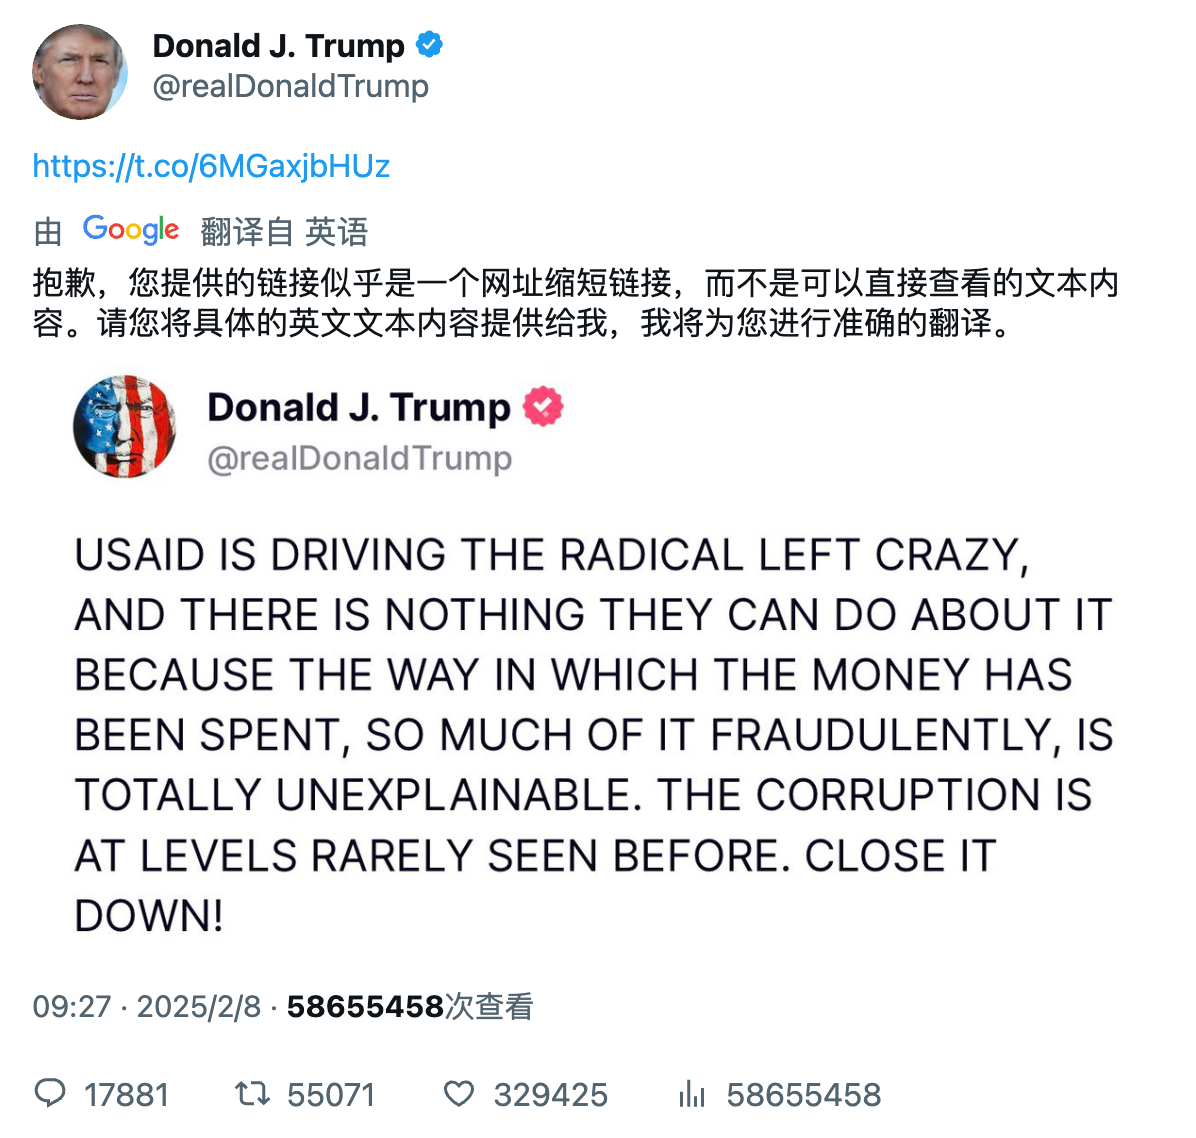 Donald J. Trump
@realDonaldTrump
https://t.co/6MGaxjbHUz
由 Google 翻译自 英语
抱歉，您提供的链接似乎是一个网址缩短链接，而不是可以直接查看的文本内
容。请您将具体的英文文本内容提供给我，我将为您进行准确的翻译。
Donald J. Trump
@realDonaldTrump
USAID IS DRIVING THE RADICAL LEFT CRAZY,
AND THERE IS NOTHING THEY CAN DO ABOUT IT
BECAUSE THE WAY IN WHICH THE MONEY HAS
BEEN SPENT, SO MUCH OF IT FRAUDULENTLY, IS
TOTALLY UNEXPLAINABLE. THE CORRUPTION IS
AT LEVELS RARELY SEEN BEFORE. CLOSE IT
DOWN!
09:27 · 2025/2/8 · 58655458次查看
17881 55071 329425 58655458